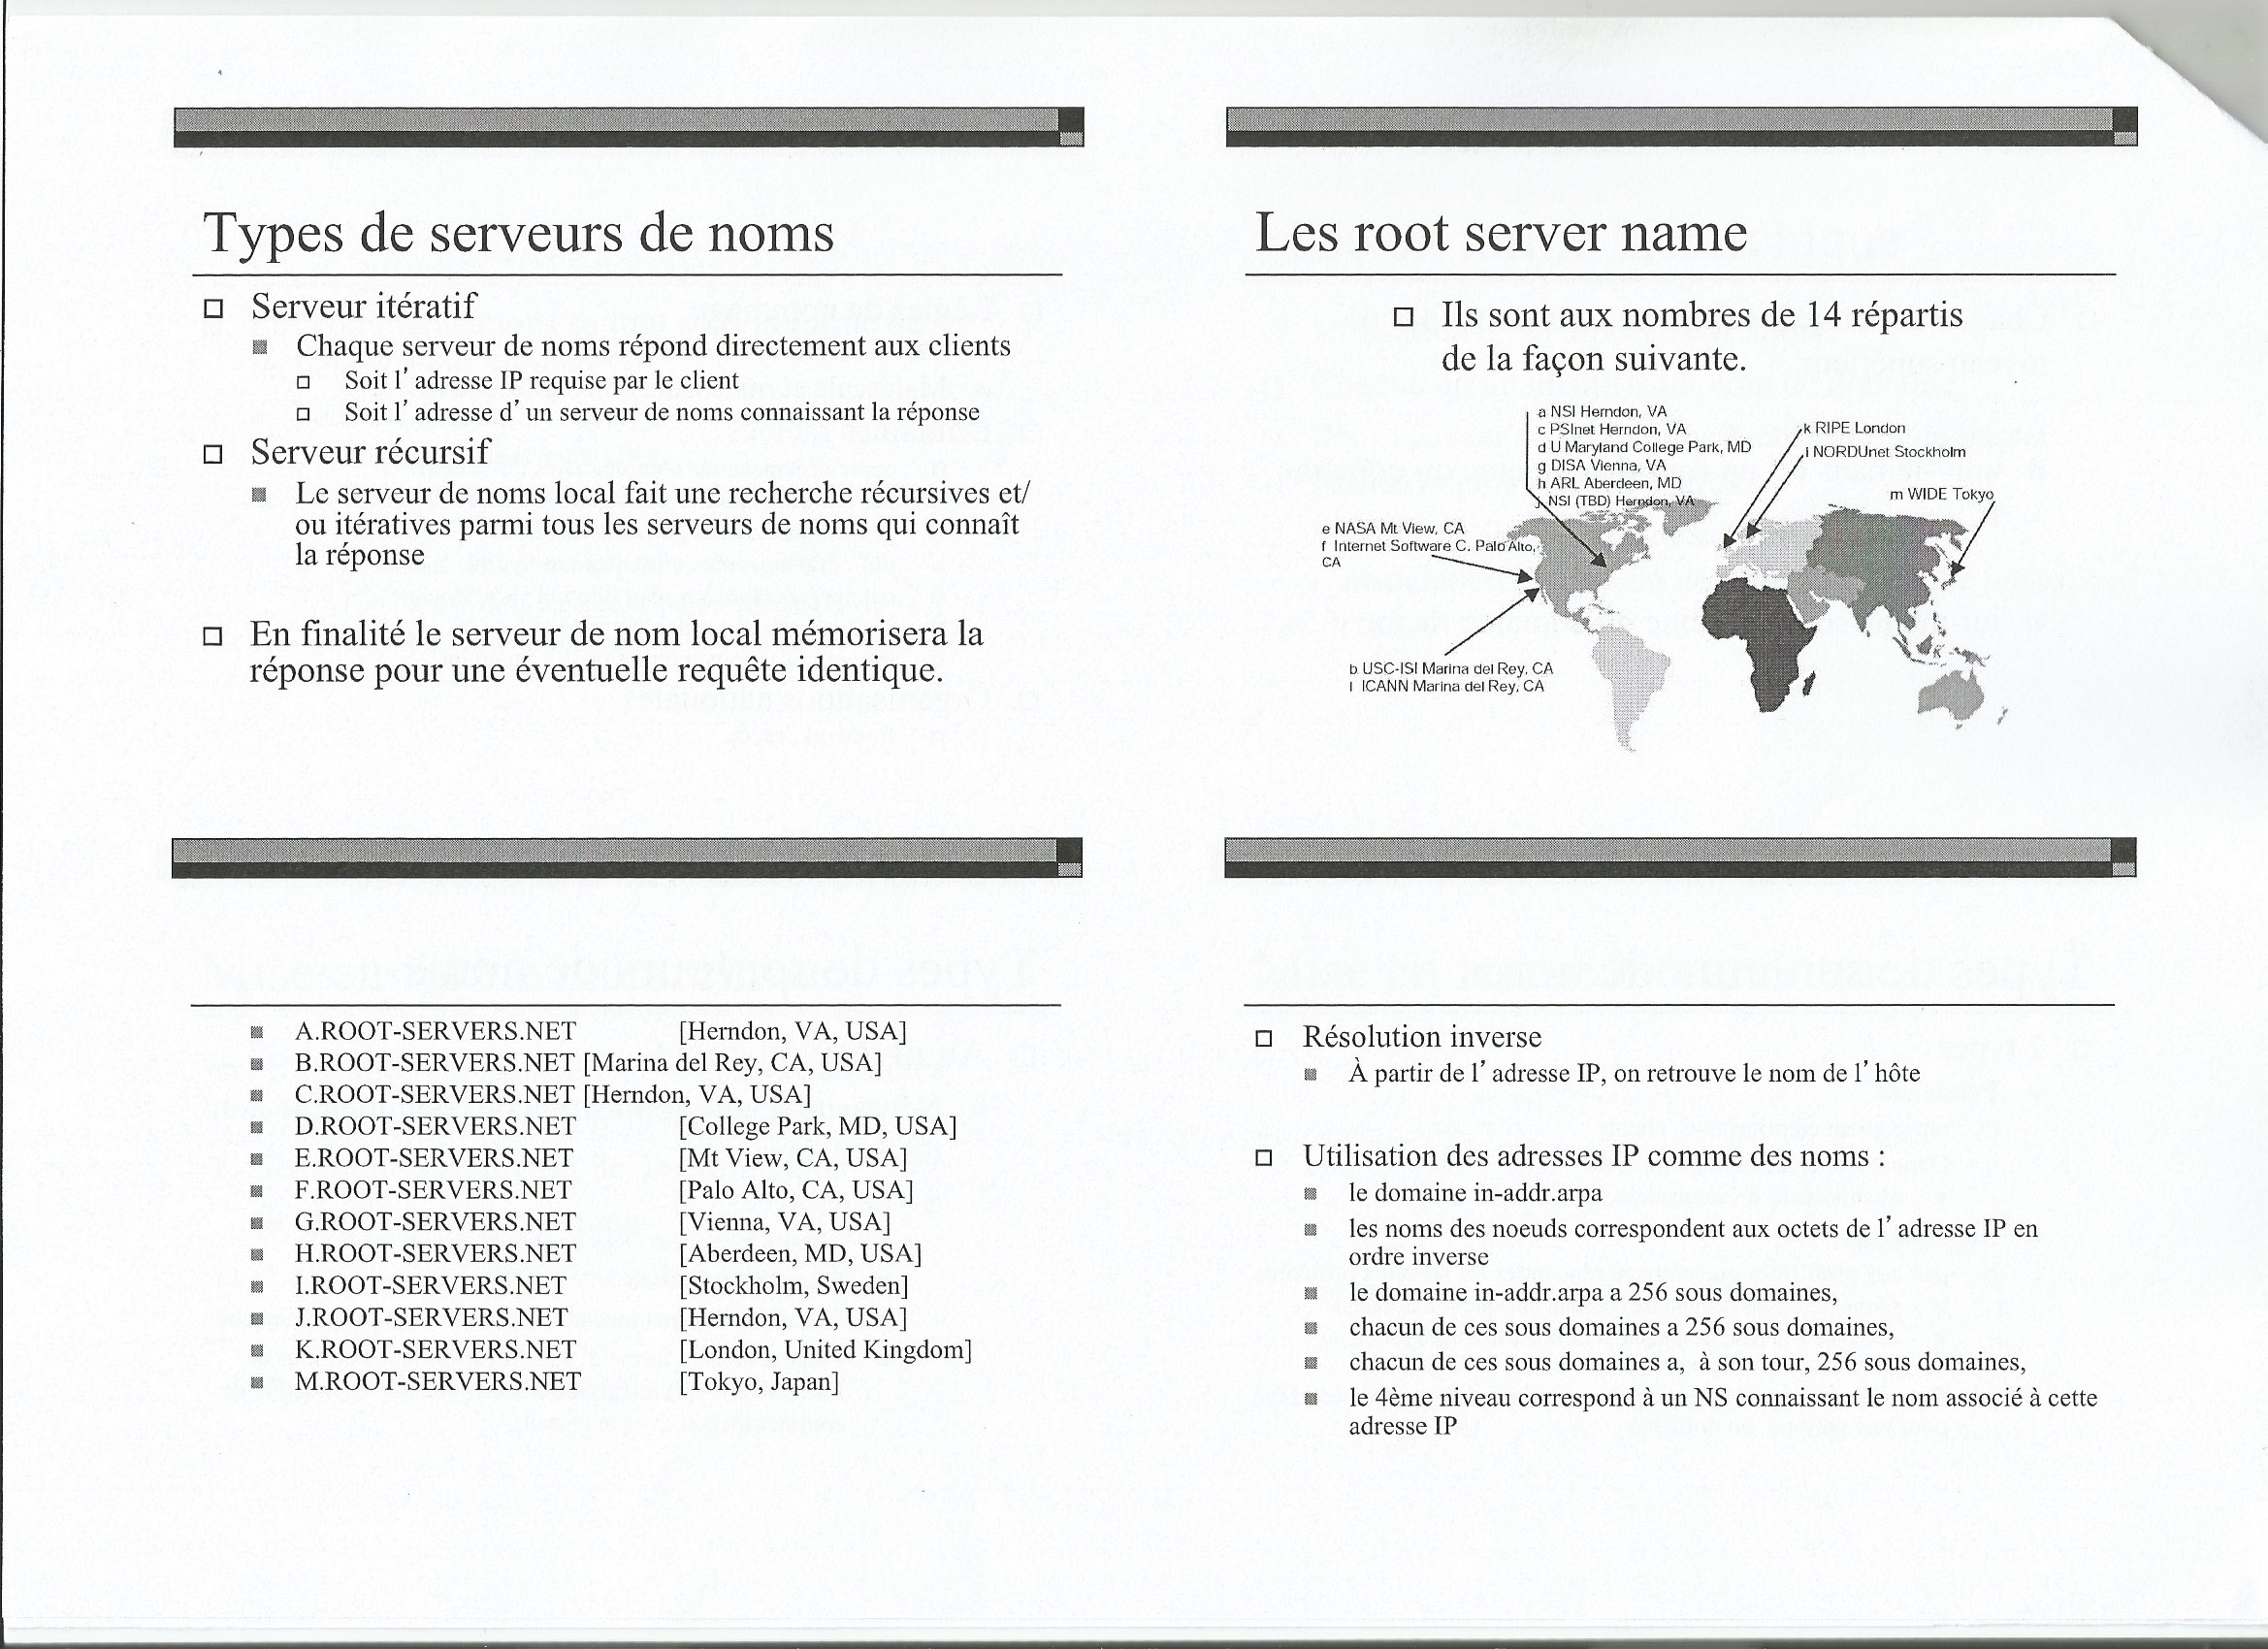 Types de serveurs de noms
Serveur itératif
Chaque serveur de noms répond directement aux clients
Soit l’ adresse IP requise par le client
Soit l’ adresse d’ un serveur de noms connaissant la réponse
Serveur récursif
Le serveur de noms local fait une recherche récursives et/
ou itératives parmi tous les serveurs de noms qui connaît
la réponse
En finalité le serveur de nom local mémorisera la
réponse pour une éventuelle requête identique.
Les root server name
Ils sont aux nombres de 14 répartis
de la façon suivante.
a NSI Herndon, VA
c PSInet Herndon, VA
d U Maryland College Park, MD
g DISA Vienna, VA
h ARL Aberdeen, MD
j NSI (TBD) Herndon, VA
k RIPE London
i NORDUnet Stockholm
m WIDE Tokyo
e NASA Mt View, CA
f Internet Software C. Palo Alto,
CA
b USC-ISI Marina del Rey, CA
l ICANN Marina del Rey, CA
A.ROOT-SERVERS.NET [Herndon, VA, USA]
B.ROOT-SERVERS.NET [Marina del Rey, CA, USA]
C.ROOT-SERVERS.NET [Herndon, VA, USA]
D.ROOT-SERVERS.NET [College Park, MD, USA]
E.ROOT-SERVERS.NET [Mt View, CA, USA]
F.ROOT-SERVERS.NET [Palo Alto, CA, USA]
G.ROOT-SERVERS.NET [Vienna, VA, USA]
H.ROOT-SERVERS.NET [Aberdeen, MD, USA]
I.ROOT-SERVERS.NET [Stockholm, Sweden]
J.ROOT-SERVERS.NET [Herndon, VA, USA]
K.ROOT-SERVERS.NET [London, United Kingdom]
M.ROOT-SERVERS.NET [Tokyo, Japan]
Résolution inverse
À partir de l’ adresse IP, on retrouve le nom de l’ hôte
Utilisation des adresses IP comme des noms :
le domaine in-addr.arpa
les noms des noeuds correspondent aux octets de l’ adresse IP en
ordre inverse
le domaine in-addr.arpa a 256 sous domaines,
chacun de ces sous domaines a 256 sous domaines,
chacun de ces sous domaines a, à son tour, 256 sous domaines,
le 4ème niveau correspond à un NS connaissant le nom associé à cette
adresse IP